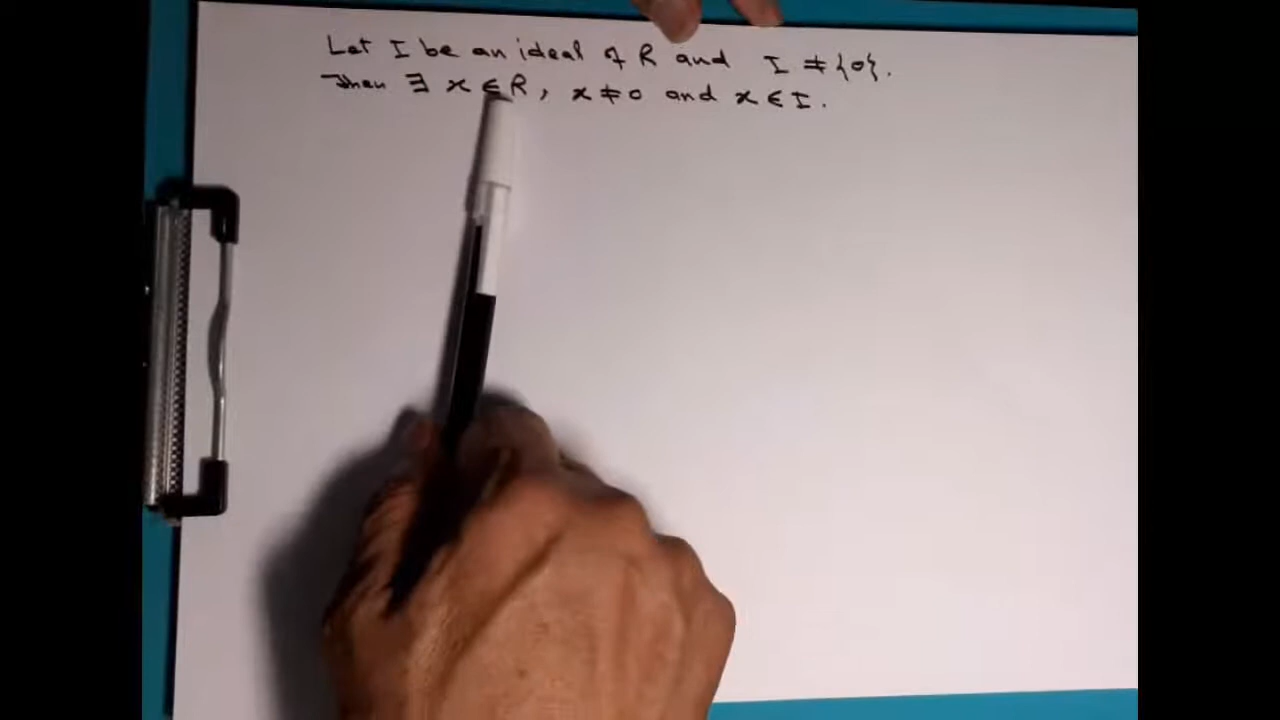 Let I be an ideal of R and I ≠ {0}.
Then ∃ x ∈ R, x ≠ 0 and x ∈ I.